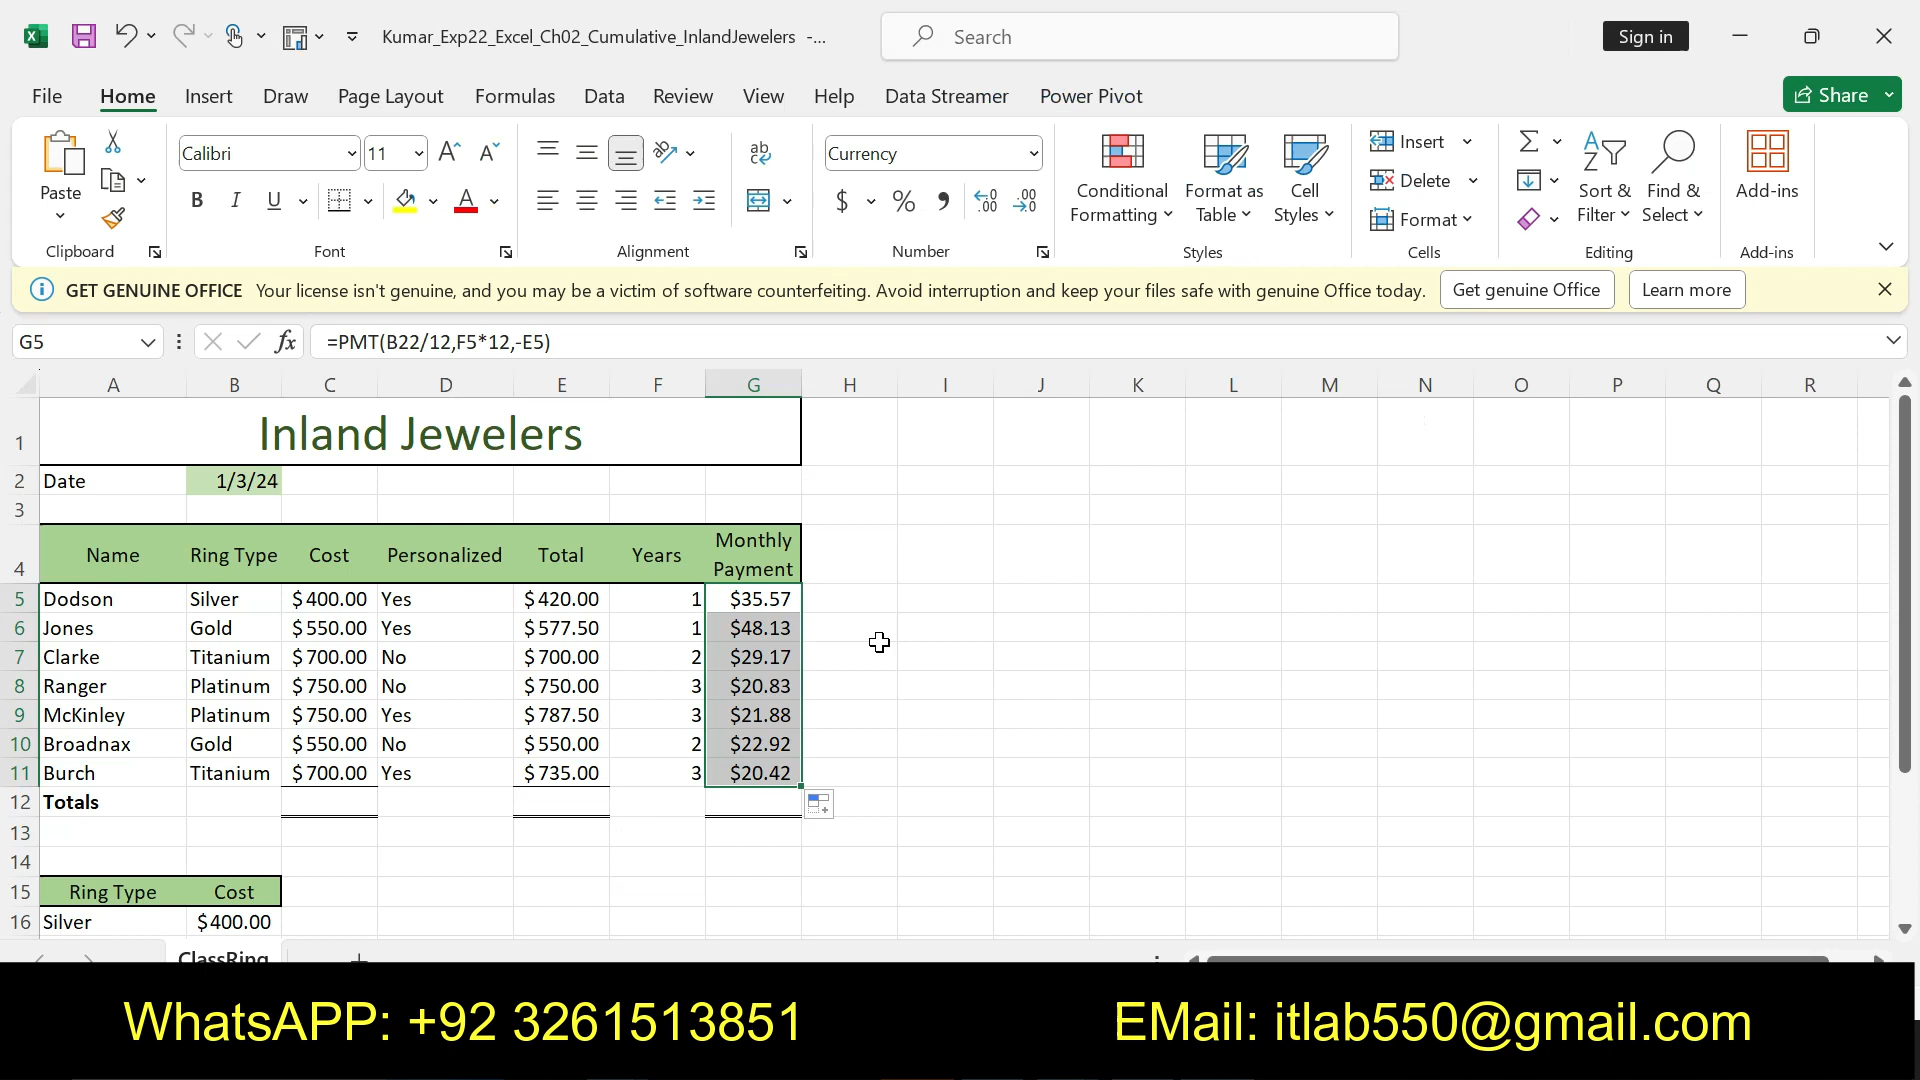 Kumar_Exp22_Excel_Ch02_Cumulative_InlandJewelers -...
Search
Sign in
File Home Insert Draw Page Layout Formulas Data Review View Help Data Streamer Power Pivot
Share
Paste
Clipboard
Calibri 11
B I U
Font
Alignment
Currency
$ % ,
Number
Conditional Formatting
Format as Table
Cell Styles
Styles
Insert
Delete
Format
Cells
Sort & Filter
Find & Select
Editing
Add-ins
Add-ins
GET GENUINE OFFICE Your license isn't genuine, and you may be a victim of software counterfeiting. Avoid interruption and keep your files safe with genuine Office today. Get genuine Office Learn more
G5 fx =PMT(B22/12,F5*12,-E5)
A B C D E F G H I J K L M N O P Q R
1 Inland Jewelers
2 Date 1/3/24
3
4 Name Ring Type Cost Personalized Total Years Monthly Payment
5 Dodson Silver $400.00 Yes $420.00 1 $35.57
6 Jones Gold $550.00 Yes $577.50 1 $48.13
7 Clarke Titanium $700.00 No $700.00 2 $29.17
8 Ranger Platinum $750.00 No $750.00 3 $20.83
9 McKinley Platinum $750.00 Yes $787.50 3 $21.88
10 Broadnax Gold $550.00 No $550.00 2 $22.92
11 Burch Titanium $700.00 Yes $735.00 3 $20.42
12 Totals
13
14
15 Ring Type Cost
16 Silver $400.00
ClassRing
WhatsAPP: +92 3261513851 EMail: itlab550@gmail.com